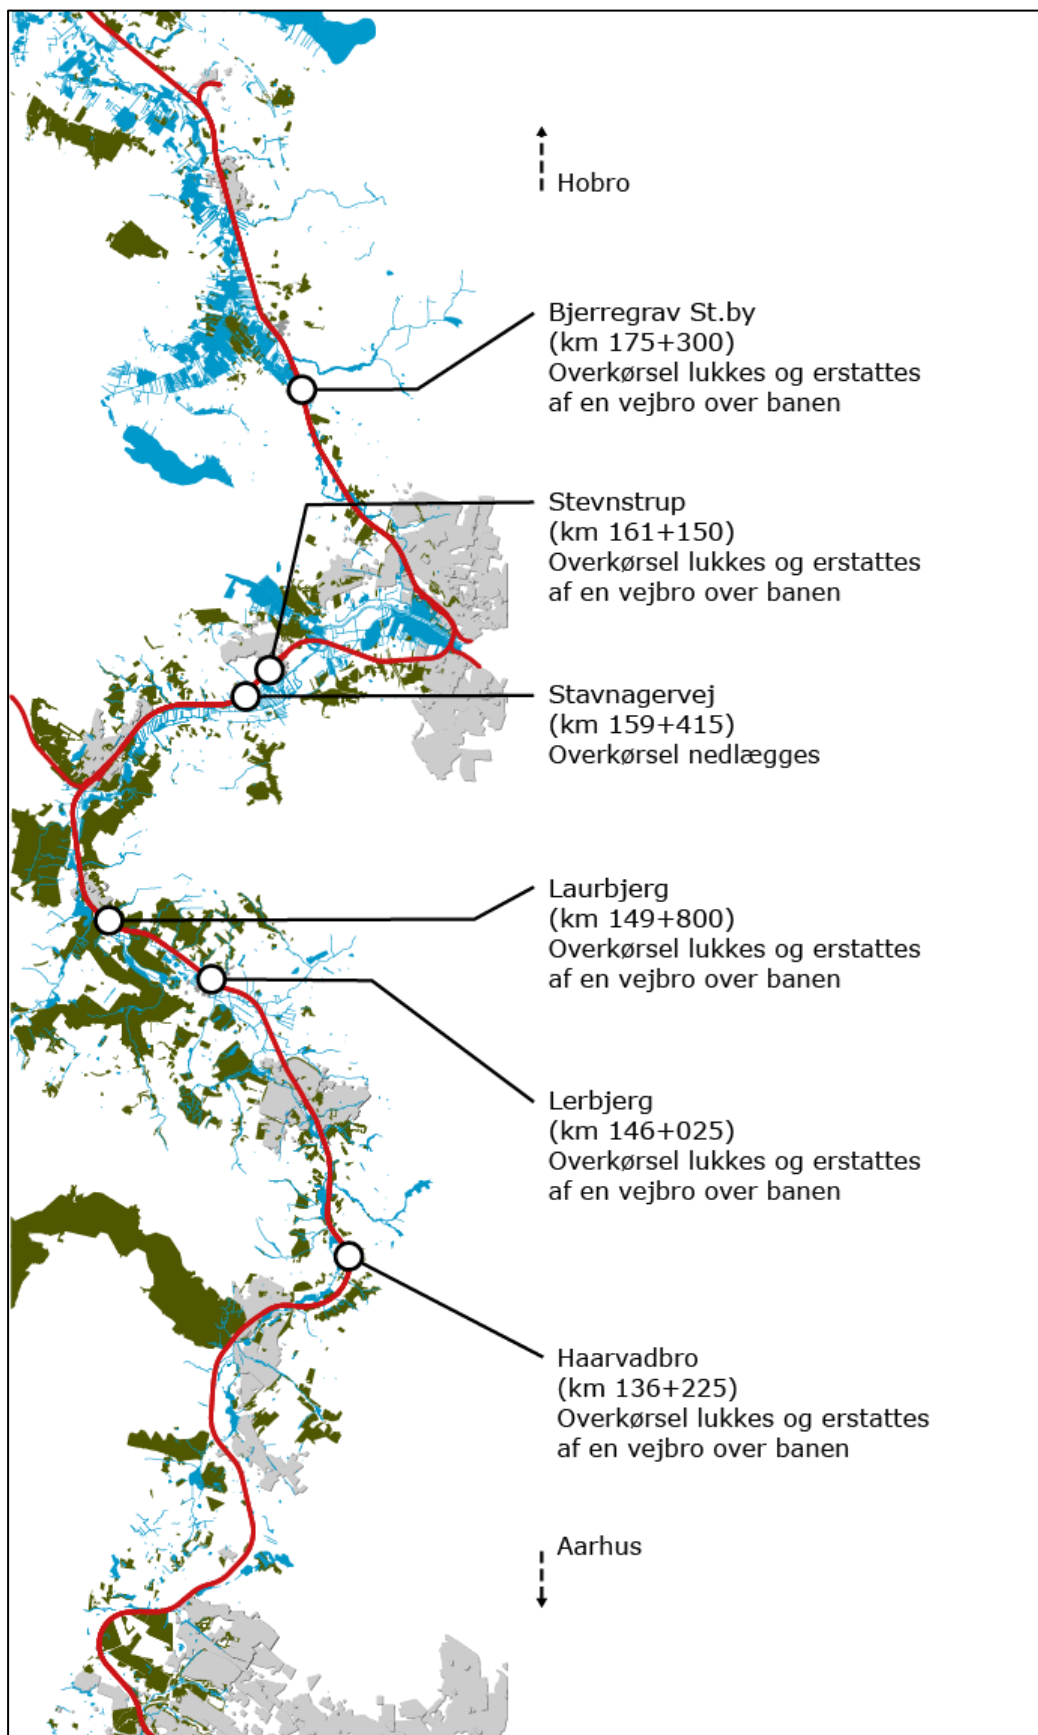 Hobro
Bjerregrav St.by
(km 175+300)
Overkørsel lukkes og erstattes
af en vejbro over banen
Stevnstrup
(km 161+150)
Overkørsel lukkes og erstattes
af en vejbro over banen
Stavnagervej
(km 159+415)
Overkørsel nedlægges
Laurbjerg
(km 149+800)
Overkørsel lukkes og erstattes
af en vejbro over banen
Lerbjerg
(km 146+025)
Overkørsel lukkes og erstattes
af en vejbro over banen
Haarvadbro
(km 136+225)
Overkørsel lukkes og erstattes
af en vejbro over banen
Aarhus